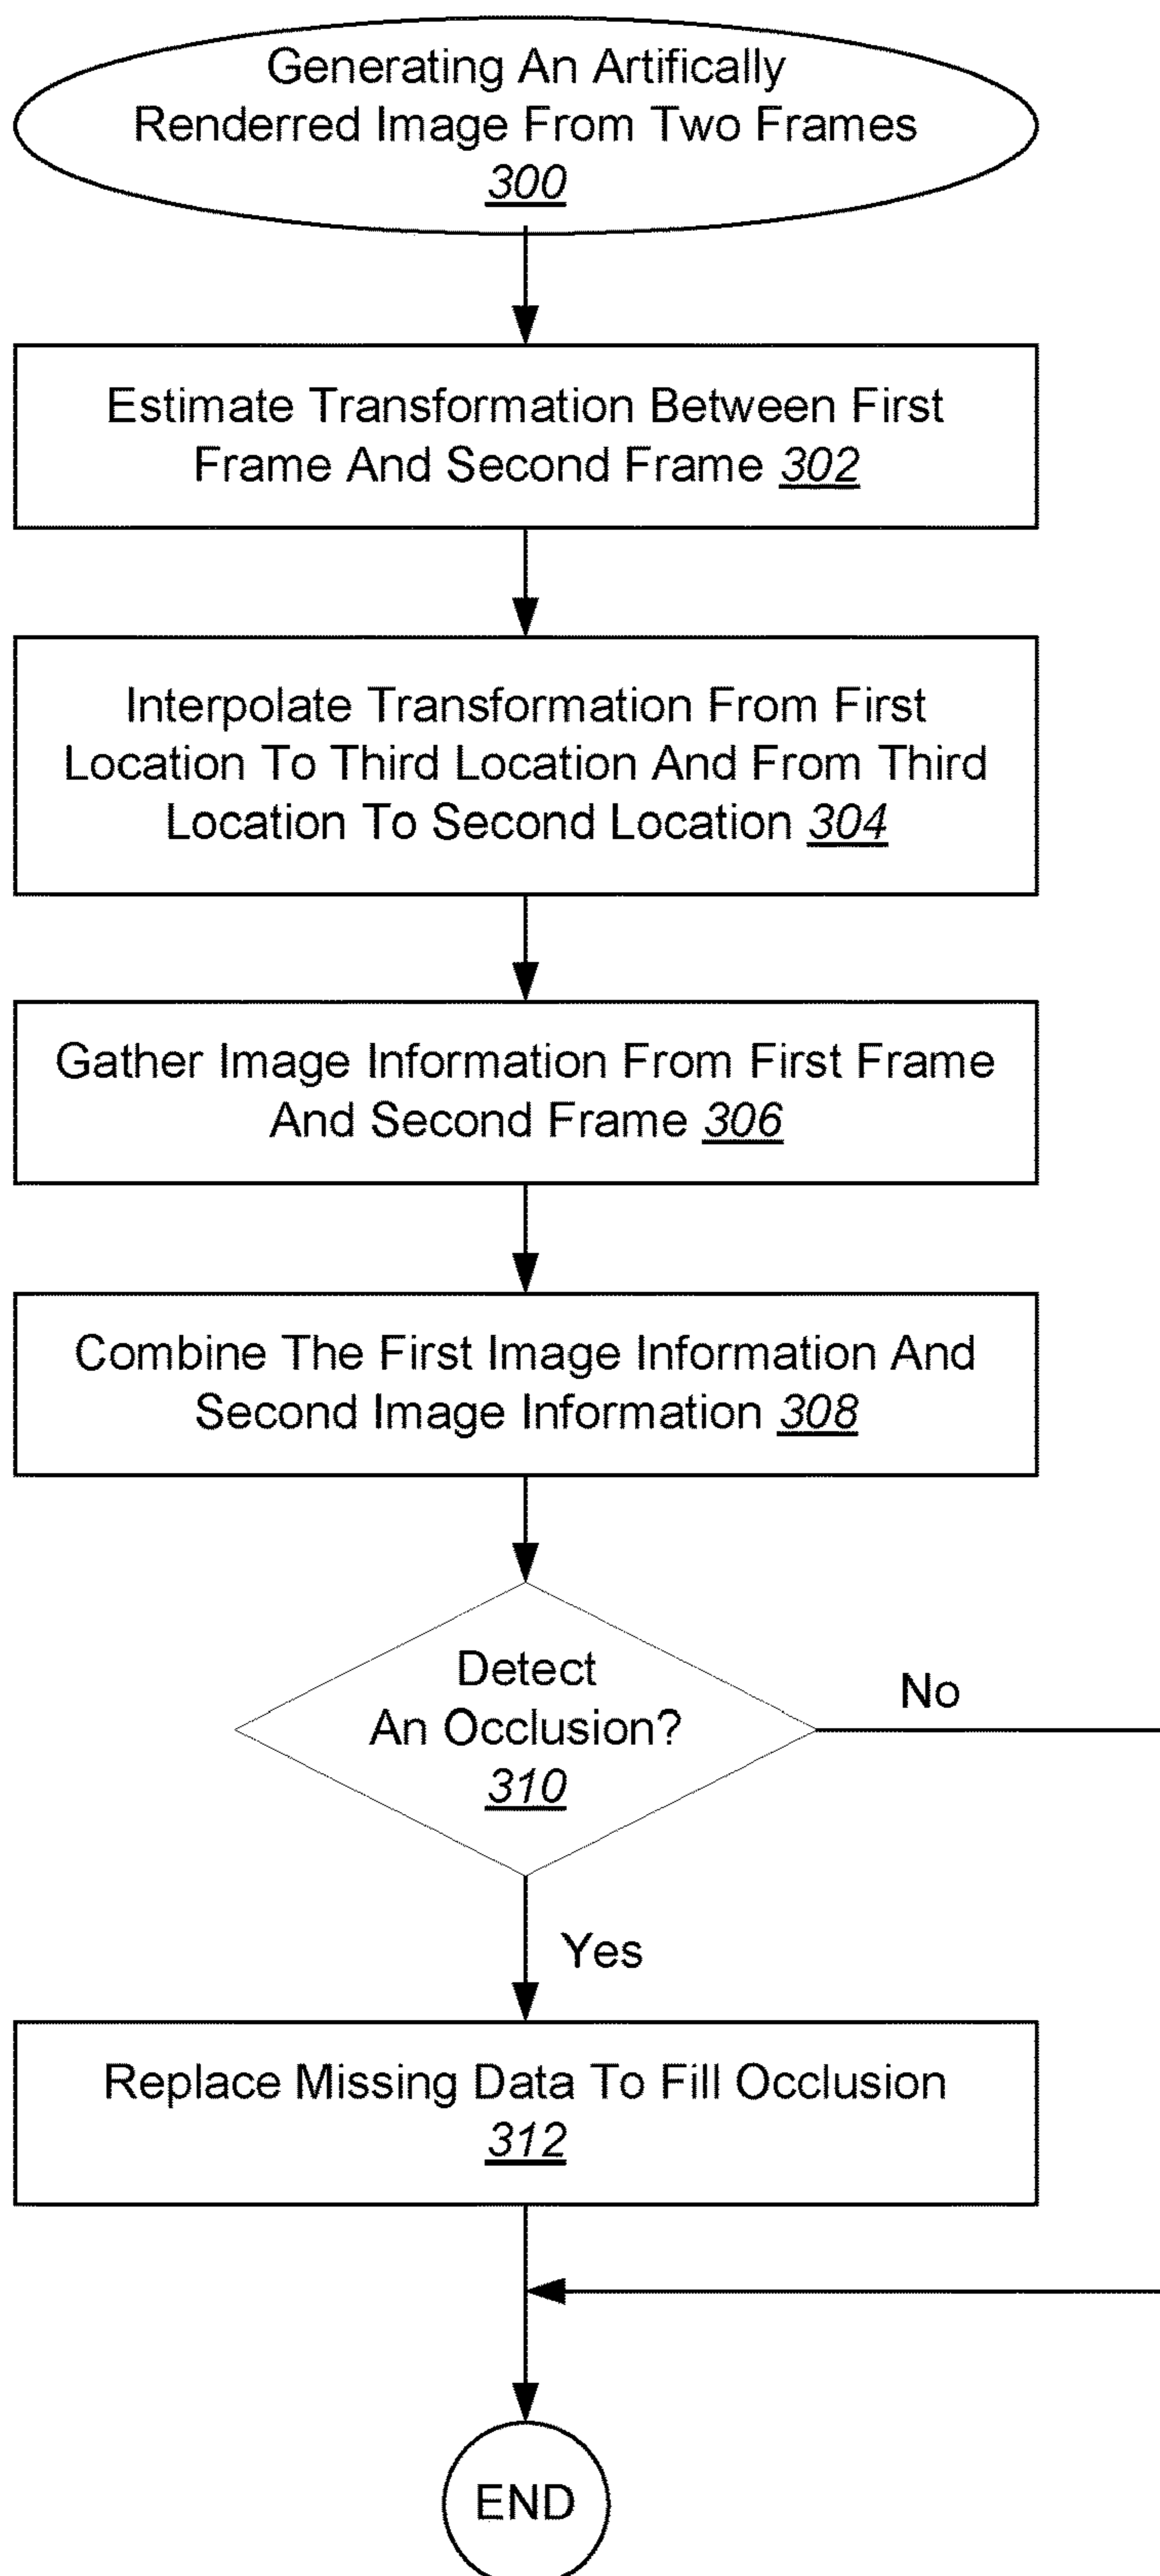 Generating An Artifically
Renderred Image From Two Frames
300
Estimate Transformation Between First
Frame And Second Frame 302
Interpolate Transformation From First
Location To Third Location And From Third
Location To Second Location 304
Gather Image Information From First Frame
And Second Frame 306
Combine The First Image Information And
Second Image Information 308
Detect
An Occlusion?
310
No
Yes
Replace Missing Data To Fill Occlusion
312
END